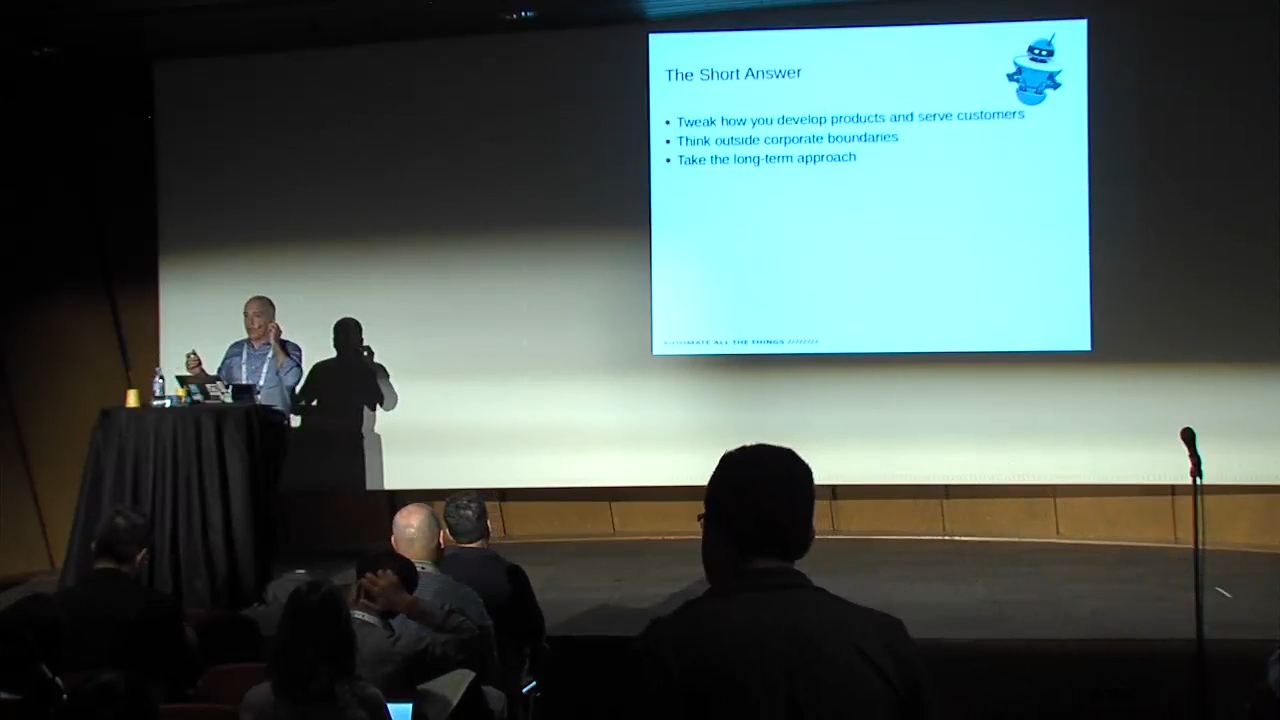 The Short Answer
• Tweak how you develop products and serve customers
• Think outside corporate boundaries
• Take the long-term approach
AUTOMATE ALL THE THINGS ////////